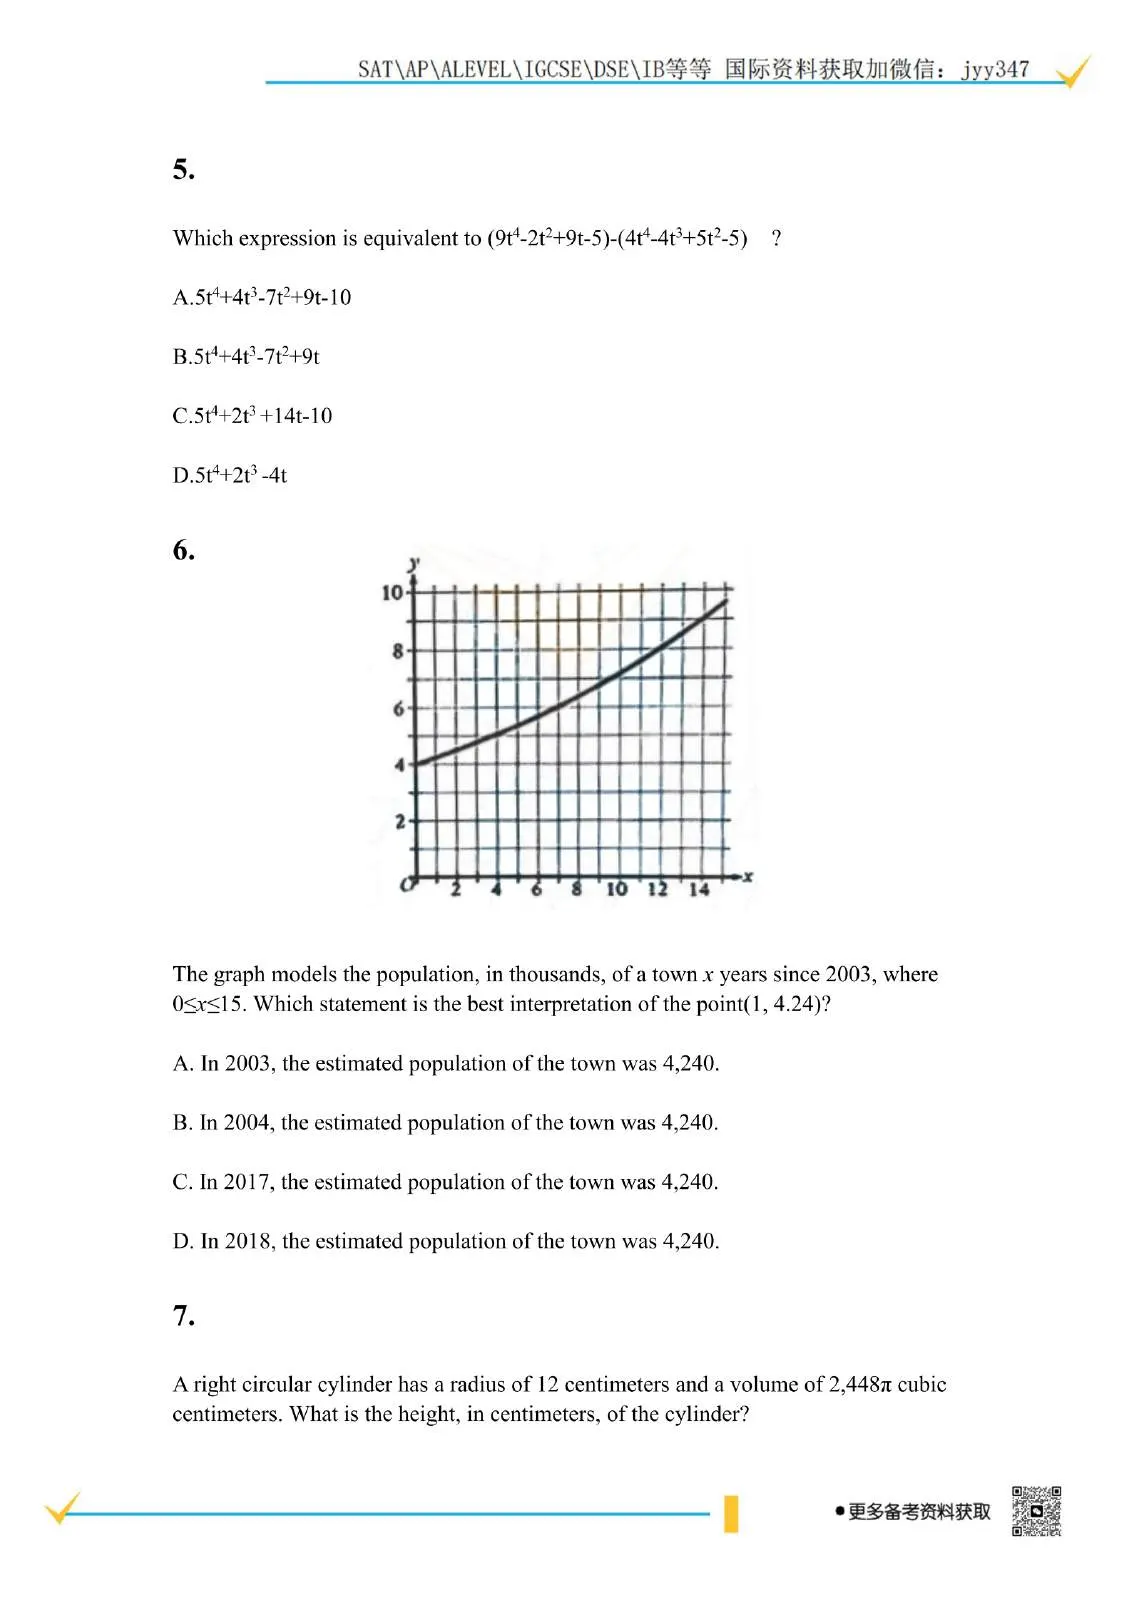 SAT\AP\ALEVEL\IGCSE\DSE\IB等等 国际资料获取加微信：jyy347
5.
Which expression is equivalent to (9t⁴-2t²+9t-5)-(4t⁴-4t³+5t²-5) ?
A.5t⁴+4t³-7t²+9t-10
B.5t⁴+4t³-7t²+9t
C.5t⁴+2t³ +14t-10
D.5t⁴+2t³ -4t
6.
y
10
8
6
4
2
O 2 4 6 8 10 12 14 x
The graph models the population, in thousands, of a town x years since 2003, where
0≤x≤15. Which statement is the best interpretation of the point(1, 4.24)?
A. In 2003, the estimated population of the town was 4,240.
B. In 2004, the estimated population of the town was 4,240.
C. In 2017, the estimated population of the town was 4,240.
D. In 2018, the estimated population of the town was 4,240.
7.
A right circular cylinder has a radius of 12 centimeters and a volume of 2,448π cubic
centimeters. What is the height, in centimeters, of the cylinder?
●更多备考资料获取